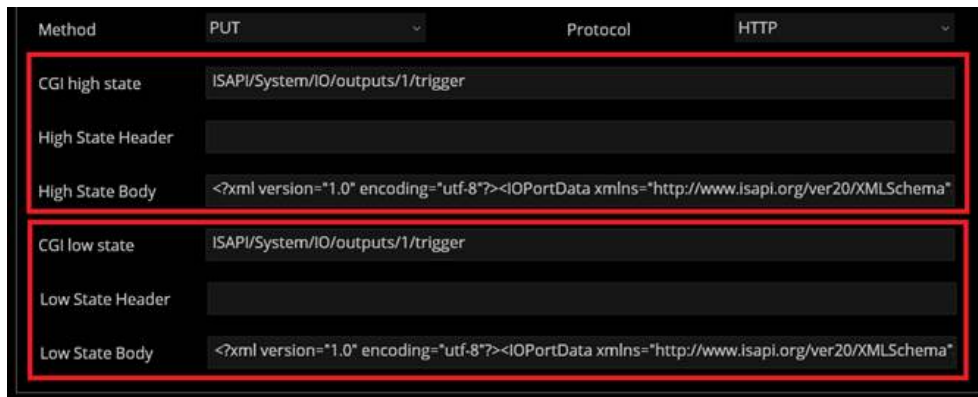 Method PUT Protocol HTTP
CGI high state ISAPI/System/IO/outputs/1/trigger
High State Header
High State Body <?xml version="1.0" encoding="utf-8"?><IOPortData xmlns="http://www.isapi.org/ver20/XMLSchema"
CGI low state ISAPI/System/IO/outputs/1/trigger
Low State Header
Low State Body <?xml version="1.0" encoding="utf-8"?><IOPortData xmlns="http://www.isapi.org/ver20/XMLSchema"